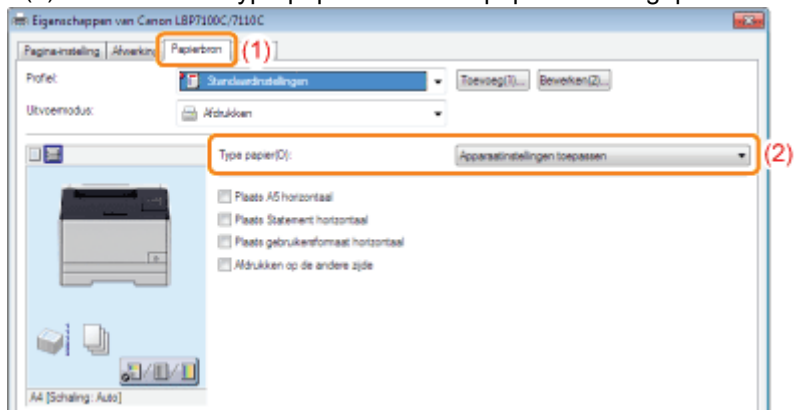 Eigenschappen van Canon LBP7100C/7110C
Pagina-instelling Afwerking Papierbron (1)
Profiel: Standaardinstellingen Toevoeg(1)... Bewerken(2)...
Uitvoermodus: Afdrukken
Type papier(O): Apparaatinstellingen toepassen (2)
Plaats A5 horizontaal
Plaats Statement horizontaal
Plaats gebruikersformaat horizontaal
Afdrukken op de andere zijde
A4 [Schaling: Auto]